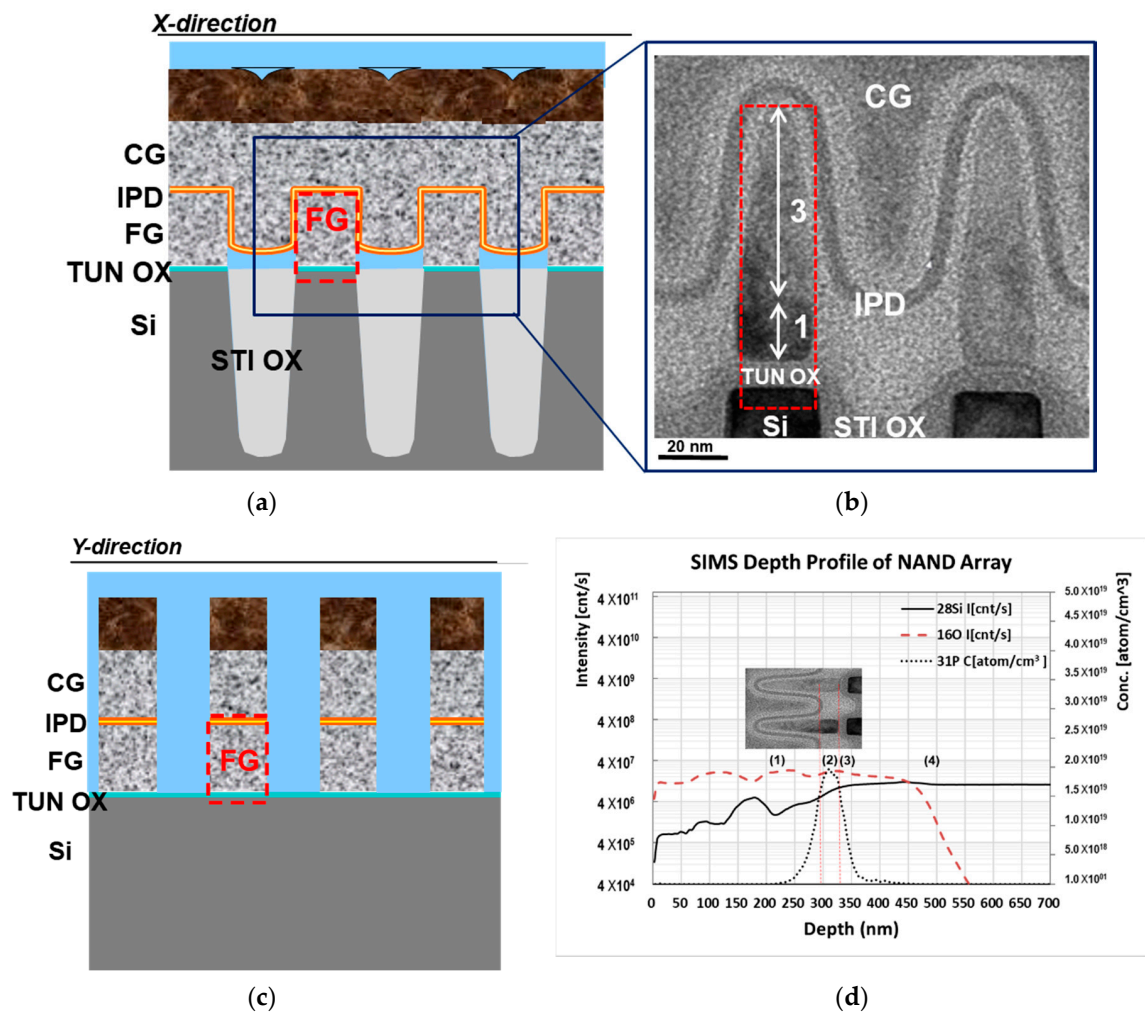 (a)
X-direction
CG
IPD
FG
FG
TUN OX
Si
STI OX
CG
3
IPD
1
TUN OX
Si
STI OX
20 nm
(b)
Y-direction
CG
IPD
FG
FG
TUN OX
Si
(c)
SIMS Depth Profile of NAND Array
Intensity [cnt/s]
4 X10¹¹
4 X10¹⁰
4 X10⁹
4 X10⁸
4 X10⁷
4 X10⁶
4 X10⁵
4 X10⁴
28Si I[cnt/s]
16O I[cnt/s]
31P C[atom/cm³ ]
(1)
(2)
(3)
(4)
5.0 X10¹⁹
4.5 X10¹⁹
4.0 X10¹⁹
3.5 X10¹⁹
3.0 X10¹⁹
2.5 X10¹⁹
2.0 X10¹⁹
1.5 X10¹⁹
1.0 X10¹⁹
5.0 X10¹⁸
1.0 X10⁰¹
Conc. [atom/cm^3]
0 50 100 150 200 250 300 350 400 450 500 550 600 650 700
Depth (nm)
(d)